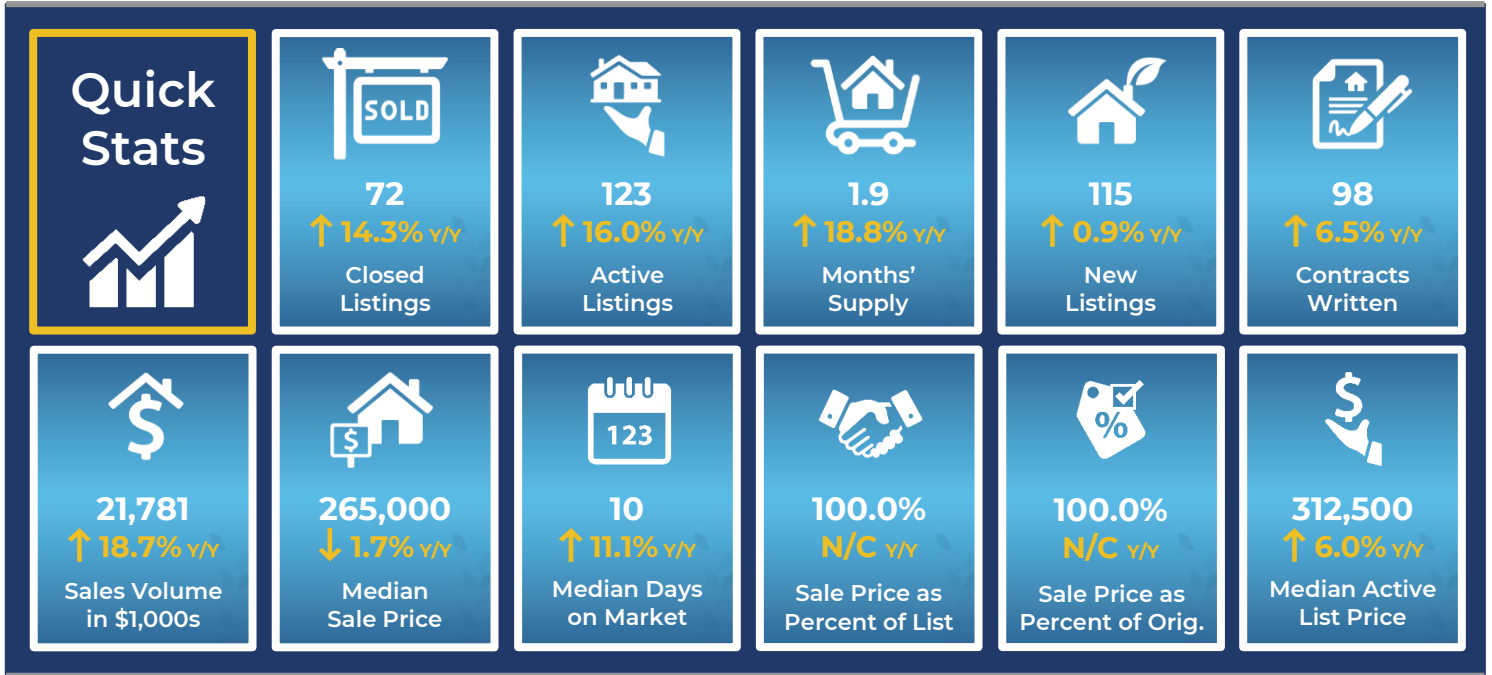 Quick
Stats
SOLD
72
↑ 14.3% Y/Y
Closed
Listings
123
↑ 16.0% Y/Y
Active
Listings
1.9
↑ 18.8% Y/Y
Months’
Supply
115
↑ 0.9% Y/Y
New
Listings
98
↑ 6.5% Y/Y
Contracts
Written
$
21,781
↑ 18.7% Y/Y
Sales Volume
in $1,000s
$
265,000
↓ 1.7% Y/Y
Median
Sale Price
123
10
↑ 11.1% Y/Y
Median Days
on Market
100.0%
N/C Y/Y
Sale Price as
Percent of List
%
100.0%
N/C Y/Y
Sale Price as
Percent of Orig.
$
312,500
↑ 6.0% Y/Y
Median Active
List Price